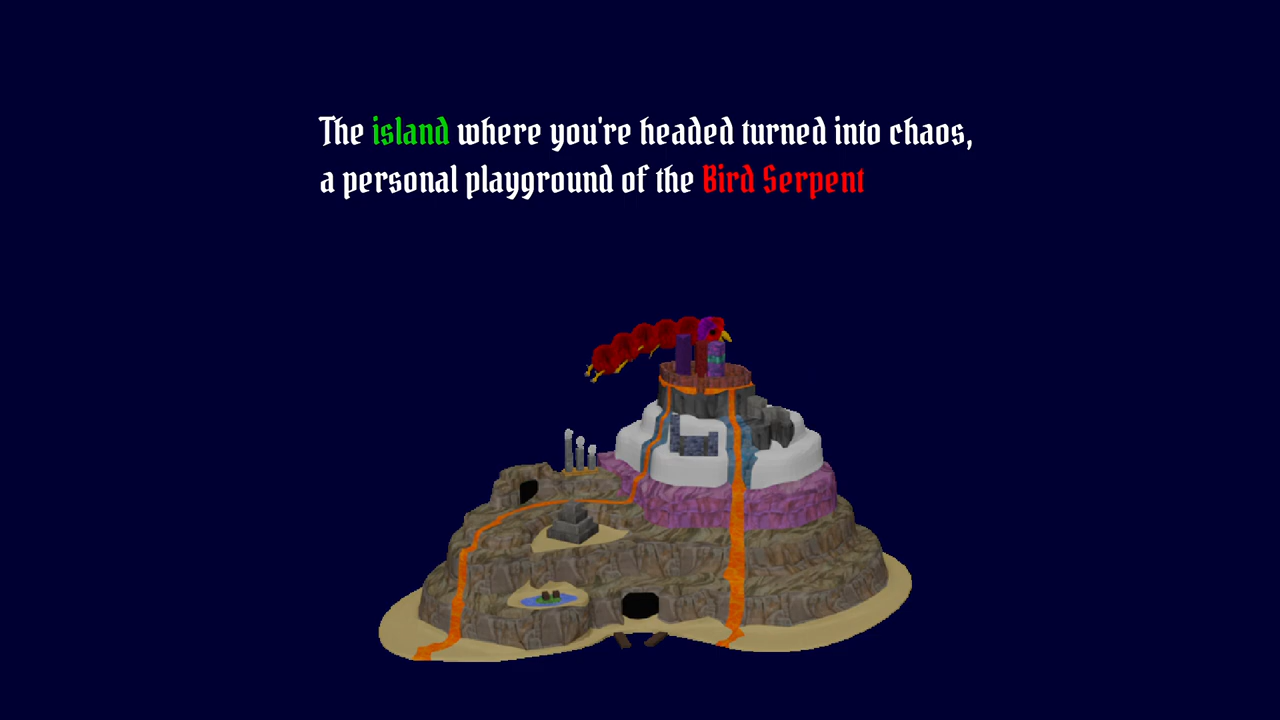 The island where you're headed turned into chaos,
a personal playground of the Bird Serpent